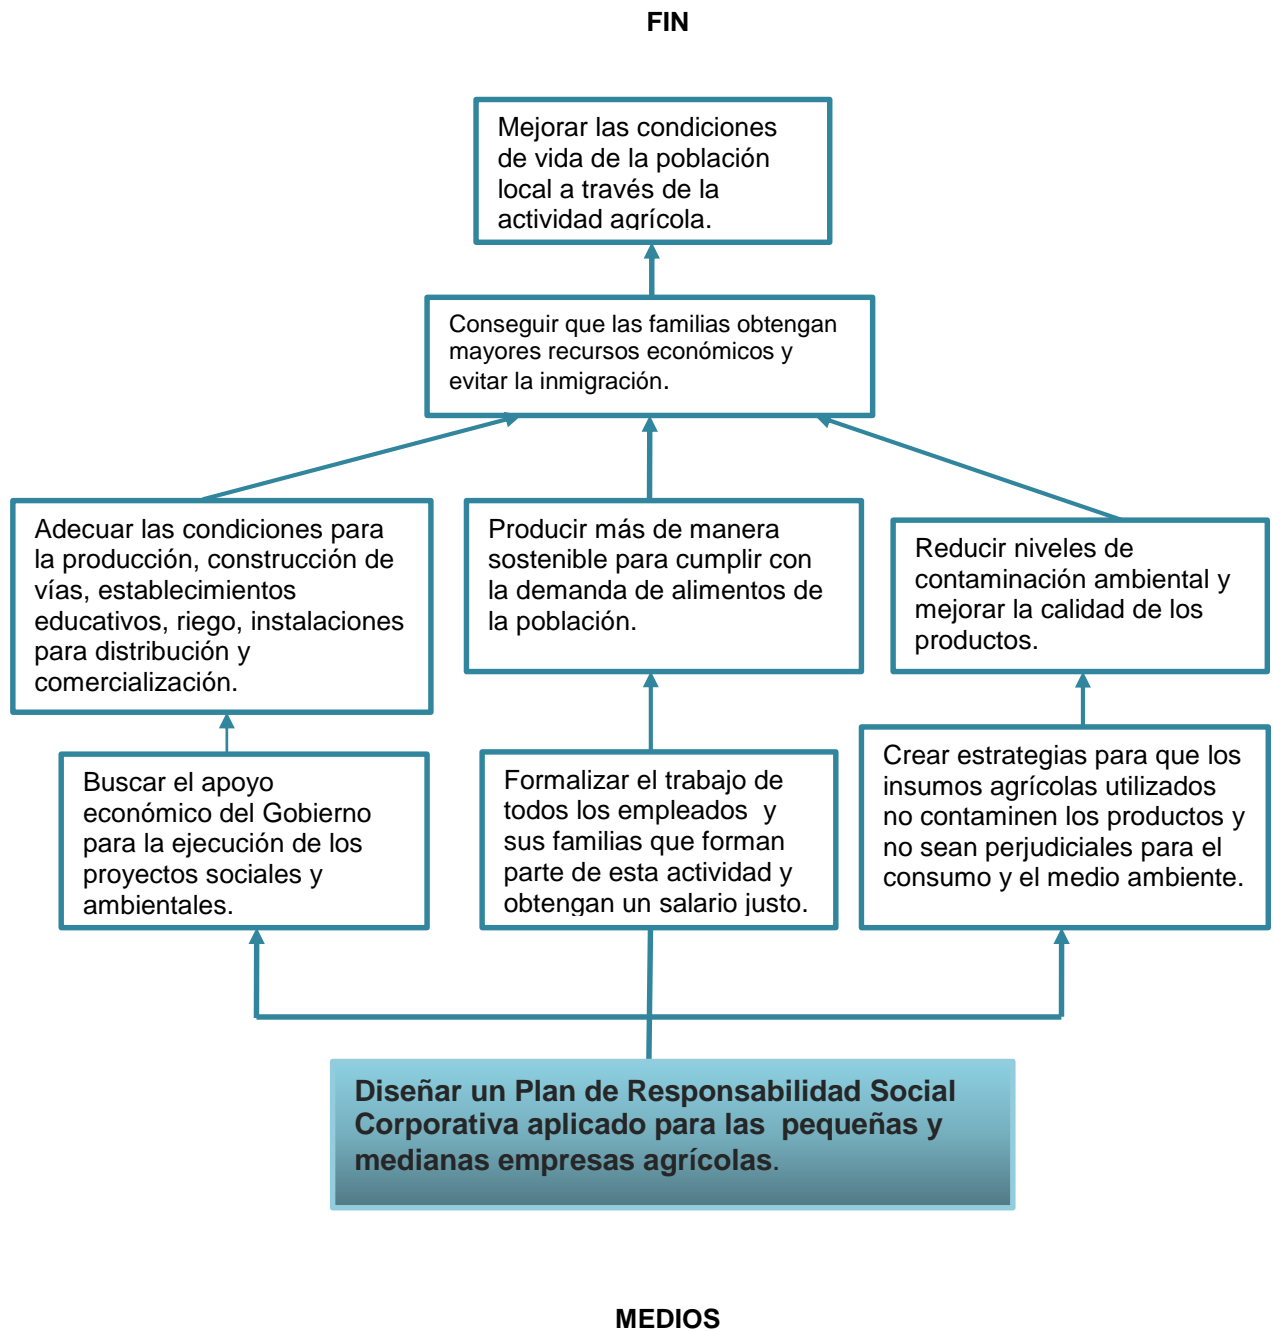 FIN
Mejorar las condiciones
de vida de la población
local a través de la
actividad agrícola.
Conseguir que las familias obtengan
mayores recursos económicos y
evitar la inmigración.
Adecuar las condiciones para
la producción, construcción de
vías, establecimientos
educativos, riego, instalaciones
para distribución y
comercialización.
Producir más de manera
sostenible para cumplir con
la demanda de alimentos de
la población.
Reducir niveles de
contaminación ambiental y
mejorar la calidad de los
productos.
Buscar el apoyo
económico del Gobierno
para la ejecución de los
proyectos sociales y
ambientales.
Formalizar el trabajo de
todos los empleados  y
sus familias que forman
parte de esta actividad y
obtengan un salario justo.
Crear estrategias para que los
insumos agrícolas utilizados
no contaminen los productos y
no sean perjudiciales para el
consumo y el medio ambiente.
Diseñar un Plan de Responsabilidad Social
Corporativa aplicado para las  pequeñas y
medianas empresas agrícolas.
MEDIOS